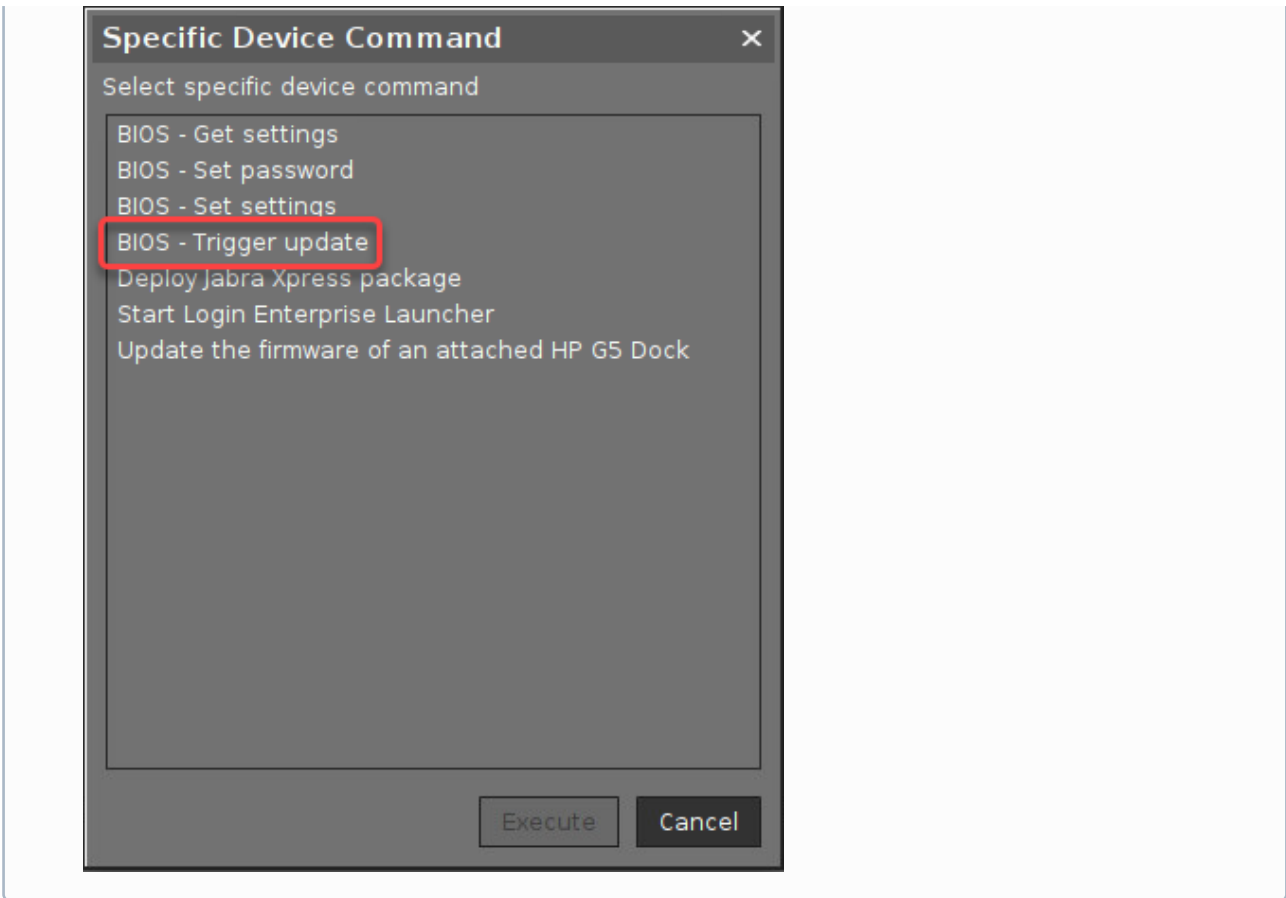 Specific Device Command ×
Select specific device command
BIOS - Get settings
BIOS - Set password
BIOS - Set settings
BIOS - Trigger update
Deploy Jabra Xpress package
Start Login Enterprise Launcher
Update the firmware of an attached HP G5 Dock
Execute Cancel